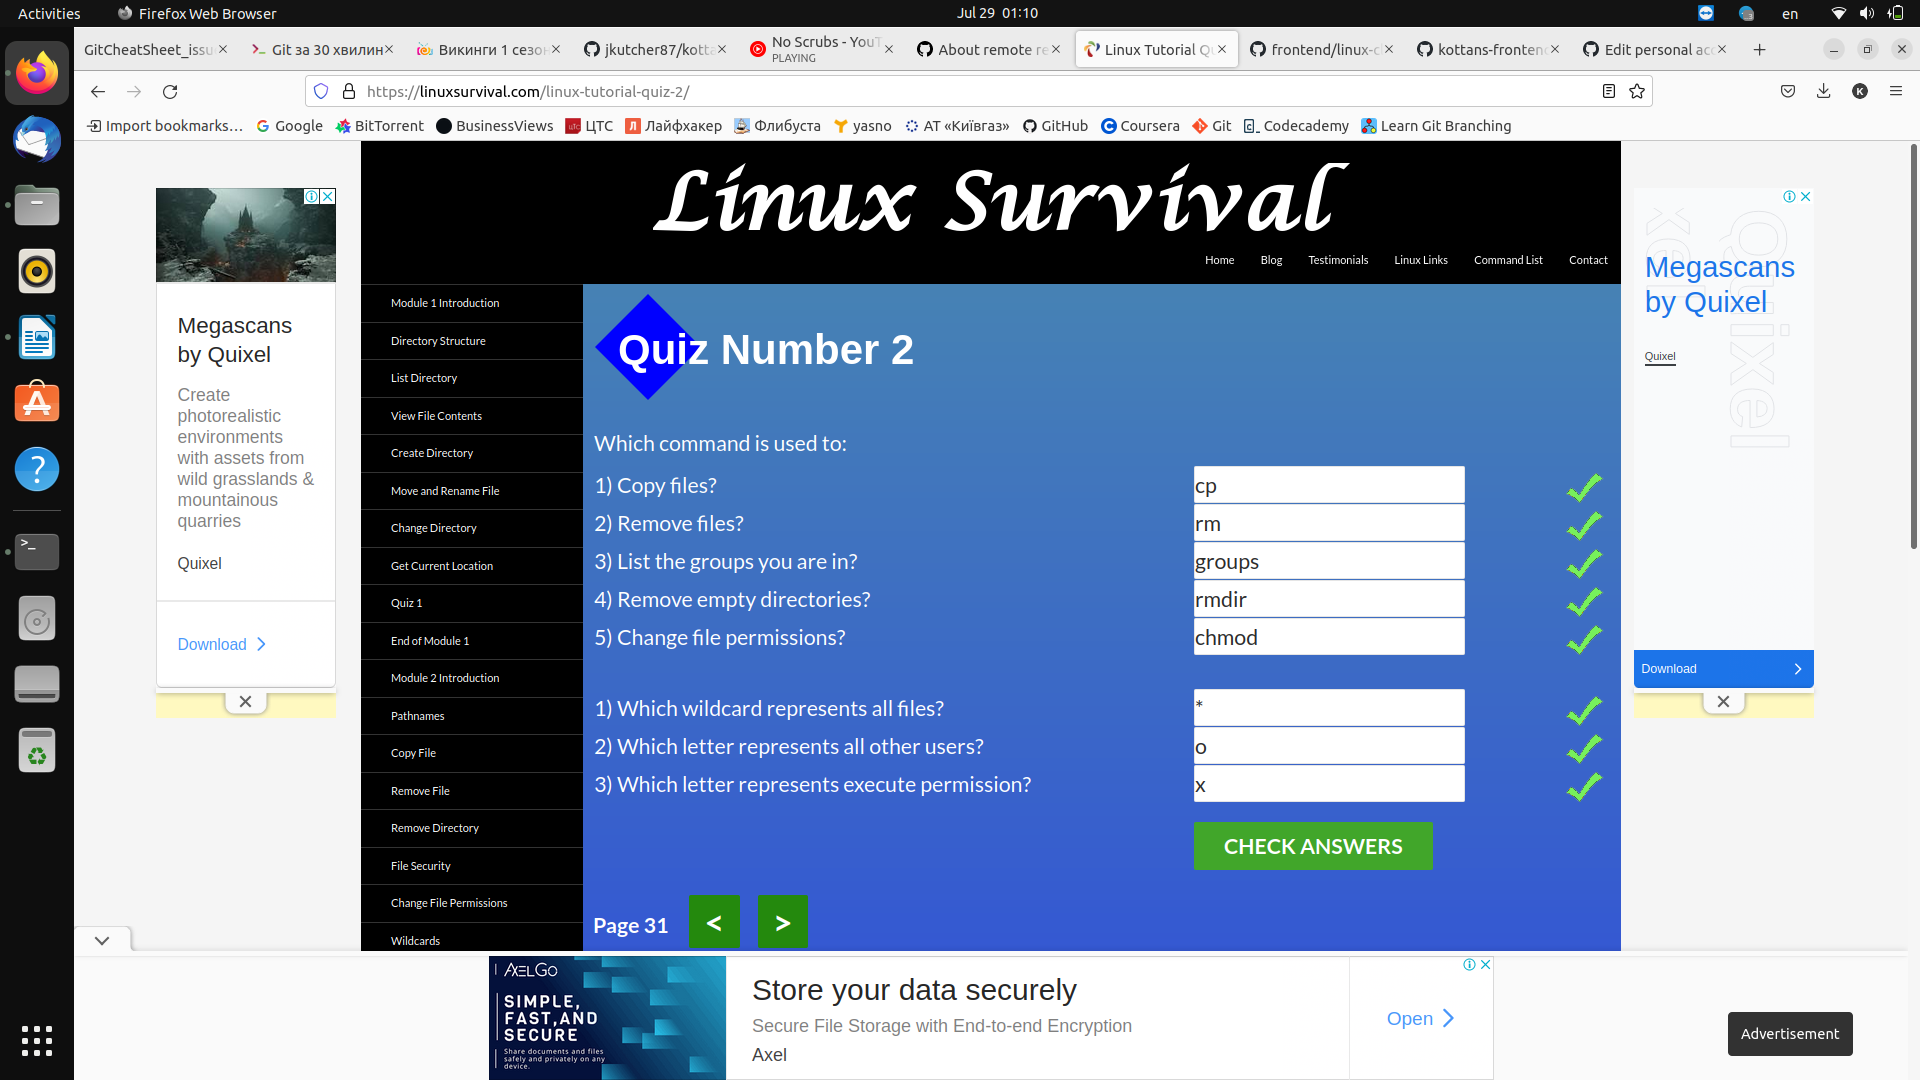 Activities
Firefox Web Browser
Jul 29 01:10
en
GitCheatSheet_issu
Git за 30 хвилин
Викинги 1 сезон
jkutcher87/kotta
No Scrubs - YouT
PLAYING
About remote re
Linux Tutorial Qu
frontend/linux-cl
kottans-frontend
Edit personal acc
https://linuxsurvival.com/linux-tutorial-quiz-2/
Import bookmarks…
Google
BitTorrent
BusinessViews
ЦТС
Лайфхакер
Флибуста
yasno
АТ «Київгаз»
GitHub
Coursera
Git
Codecademy
Learn Git Branching
Linux Survival
Home
Blog
Testimonials
Linux Links
Command List
Contact
Megascans
by Quixel
Create
photorealistic
environments
with assets from
wild grasslands &
mountainous
quarries
Quixel
Download
Module 1 Introduction
Directory Structure
List Directory
View File Contents
Create Directory
Move and Rename File
Change Directory
Get Current Location
Quiz 1
End of Module 1
Module 2 Introduction
Pathnames
Copy File
Remove File
Remove Directory
File Security
Change File Permissions
Wildcards
Quiz Number 2
Which command is used to:
1) Copy files?
cp
2) Remove files?
rm
3) List the groups you are in?
groups
4) Remove empty directories?
rmdir
5) Change file permissions?
chmod
1) Which wildcard represents all files?
*
2) Which letter represents all other users?
o
3) Which letter represents execute permission?
x
CHECK ANSWERS
Page 31
<
>
Quixel
Megascans
by Quixel
Quixel
Download
AXELGO
SIMPLE,
FAST,AND
SECURE
Share documents and files
safely and privately on any
device.
Store your data securely
Secure File Storage with End-to-end Encryption
Axel
Open
Advertisement